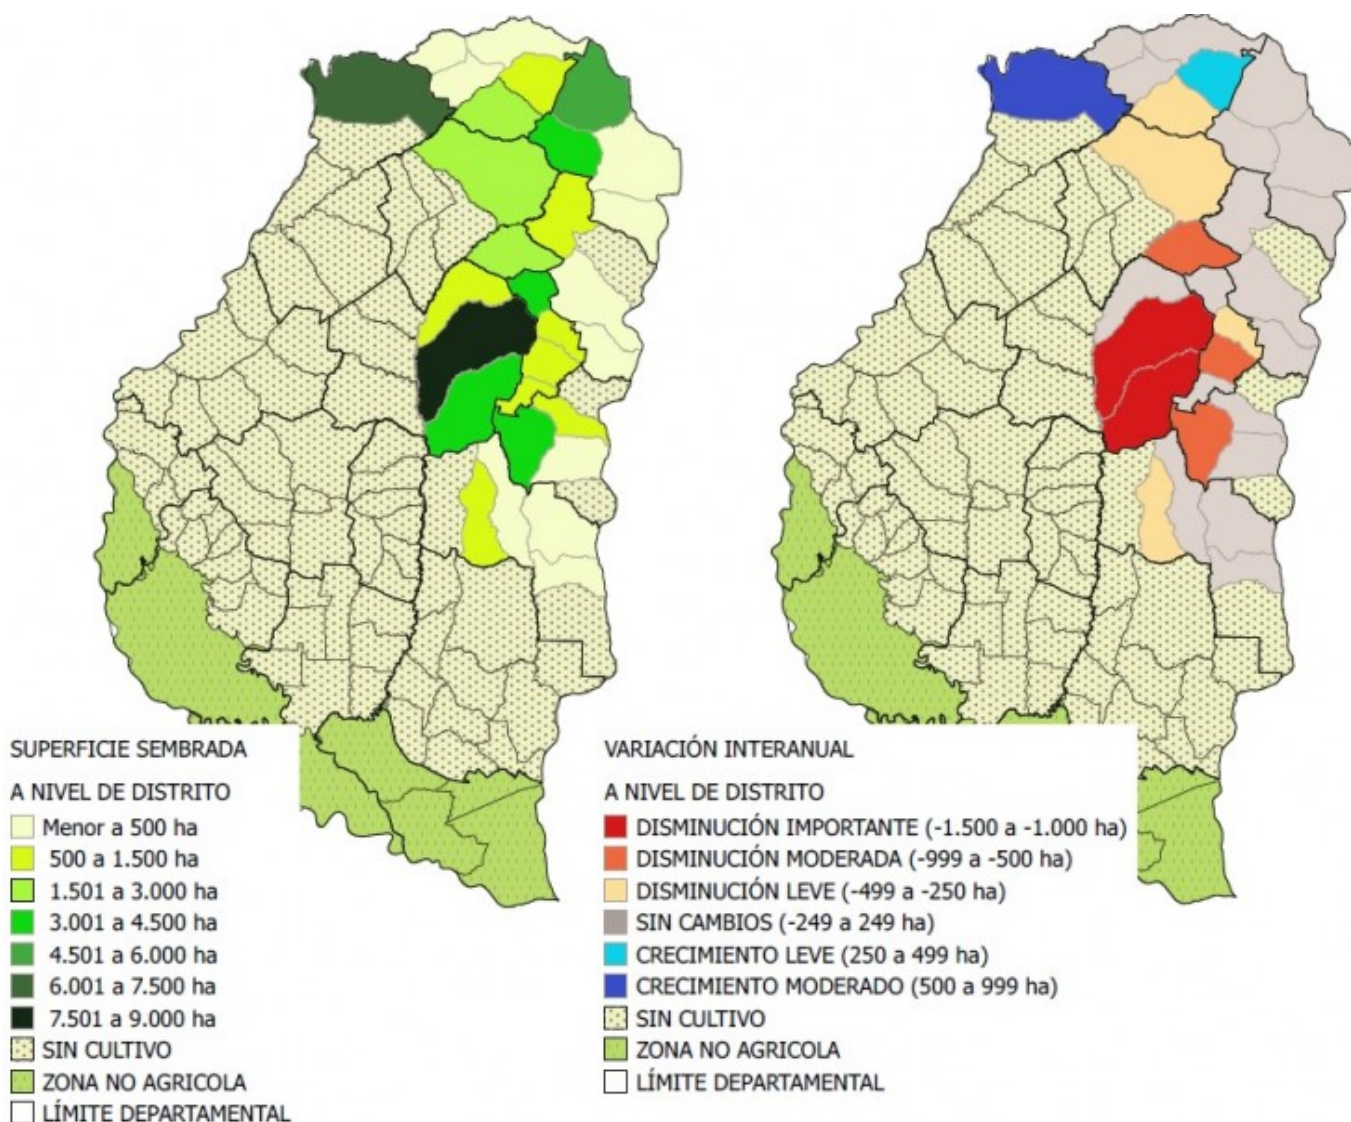 SUPERFICIE SEMBRADA
A NIVEL DE DISTRITO
Menor a 500 ha
500 a 1.500 ha
1.501 a 3.000 ha
3.001 a 4.500 ha
4.501 a 6.000 ha
6.001 a 7.500 ha
7.501 a 9.000 ha
SIN CULTIVO
ZONA NO AGRICOLA
LÍMITE DEPARTAMENTAL
VARIACIÓN INTERANUAL
A NIVEL DE DISTRITO
DISMINUCIÓN IMPORTANTE (-1.500 a -1.000 ha)
DISMINUCIÓN MODERADA (-999 a -500 ha)
DISMINUCIÓN LEVE (-499 a -250 ha)
SIN CAMBIOS (-249 a 249 ha)
CRECIMIENTO LEVE (250 a 499 ha)
CRECIMIENTO MODERADO (500 a 999 ha)
SIN CULTIVO
ZONA NO AGRICOLA
LÍMITE DEPARTAMENTAL